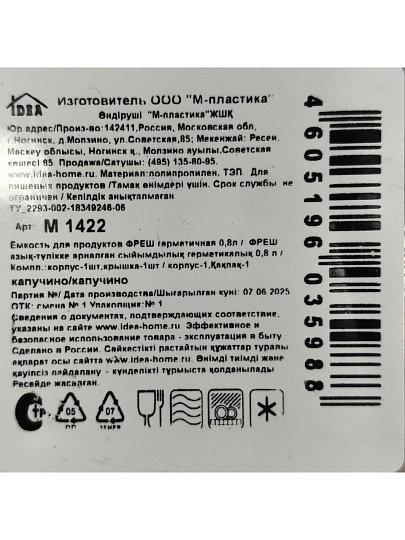 IDEA
Изготовитель ООО "М-пластика"
Өндіруші "М-пластика"ЖШҚ
Юр адрес/Произ-во:142411,Россия, Московская обл,
г.Ногинск, д.Молзино, ул.Советская,85/ Мекенжай: Ресей,
Мәскеу облысы, Ногинск қ., Молзино ауылы,Советская
көшесі 85. Продажа/Сатушы: (495) 135-80-95.
www.idea-home.ru. Материал:полипропилен, ТЭП. Для
пищевых продуктов /Тамақ өнімдері үшін. Срок службы не
ограничен / Кепілдік анықталмаған
ТУ 2293-002-18349246-06
Арт: М 1422
Емкость для продуктов ФРЕШ герметичная 0,8л / ФРЕШ
азық-түлікке арналған сыйымдылық герметикалық 0,8 л /
Компл.:корпус-1шт,крышка-1шт / корпус-1,Қақпақ-1
капучино/капучино
Партия №/ Дата производства/Шығарылған күні: 07.06 2025
ОТК: смена № 1 Упаковщик:№ 1
Сведения о документах, подтверждающих соответствие,
указаны на сайте www.idea-home.ru. Эффективное и
безопасное использование товара - эксплуатация в быту
Сделано в России. Сәйкестікті растайтын құжаттар туралы
ақпарат осы сайтта www.idea-home.ru. Өнімді тиімді және
қауіпсіз пайдалану - күнделікті тұрмыста қолданылады
Ресейде жасалған.
4605196035988
05
07
PP